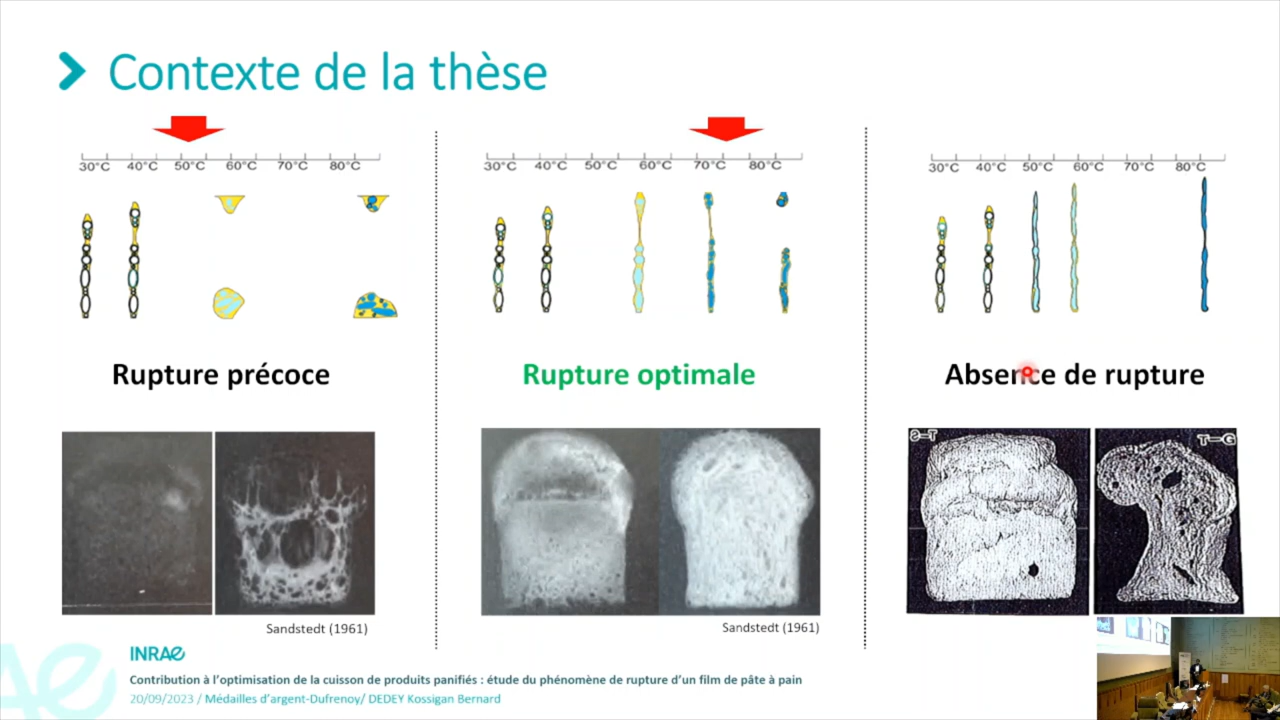 Contexte de la thèse
30°C 40°C 50°C 60°C 70°C 80°C
30°C 40°C 50°C 60°C 70°C 80°C
30°C 40°C 50°C 60°C 70°C 80°C
Rupture précoce
Rupture optimale
Absence de rupture
S-T
T-G
Sandstedt (1961)
Sandstedt (1961)
INRAE
Contribution à l'optimisation de la cuisson de produits panifiés : étude du phénomène de rupture d'un film de pâte à pain
20/09/2023 / Médailles d'argent-Dufrenoy/ DEDEY Kossigan Bernard